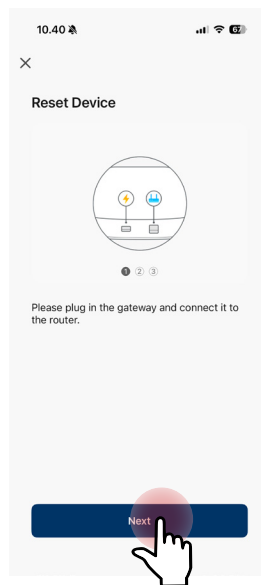 10.40
67
Reset Device
1 2 3
Please plug in the gateway and connect it to
the router.
Next